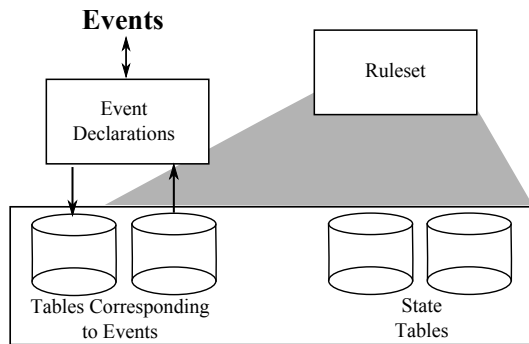 Events
Ruleset
Event
Declarations
Tables Corresponding
to Events
State
Tables